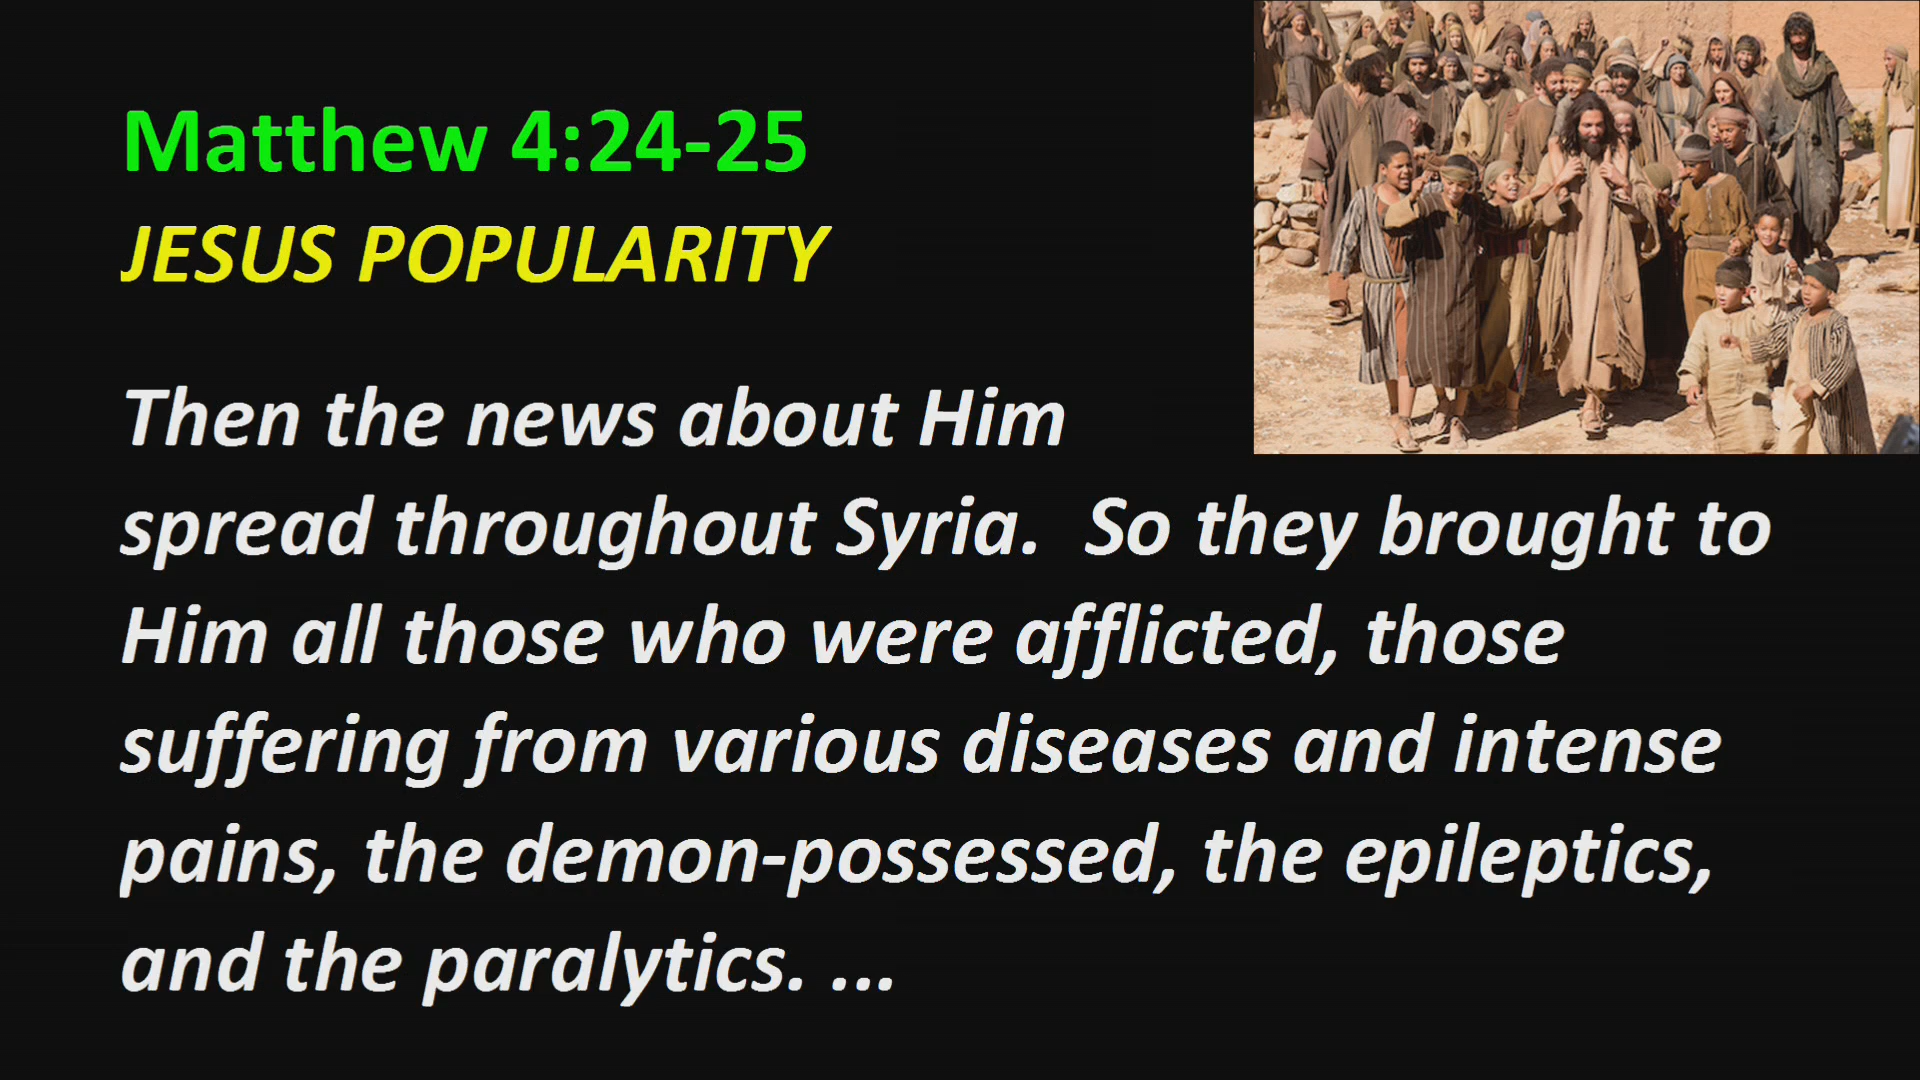 Matthew 4:24-25
JESUS POPULARITY
Then the news about Him
spread throughout Syria.  So they brought to
Him all those who were afflicted, those
suffering from various diseases and intense
pains, the demon-possessed, the epileptics,
and the paralytics. ...